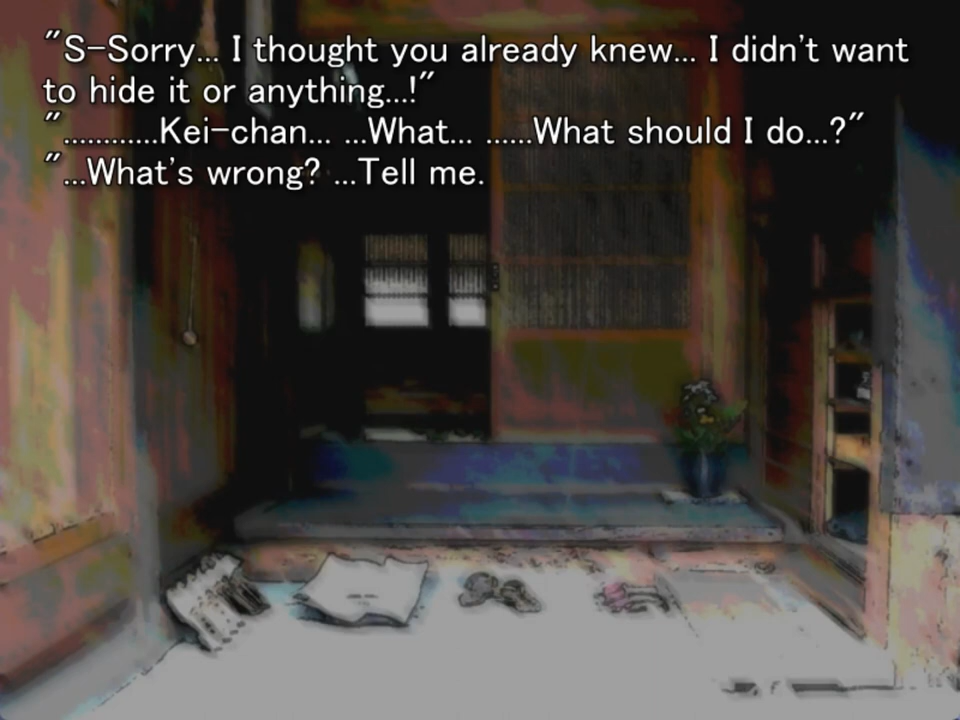 "S-Sorry... I thought you already knew... I didn't want
to hide it or anything...!"
"............Kei-chan... ...What... ......What should I do...?"
"...What's wrong? ...Tell me.